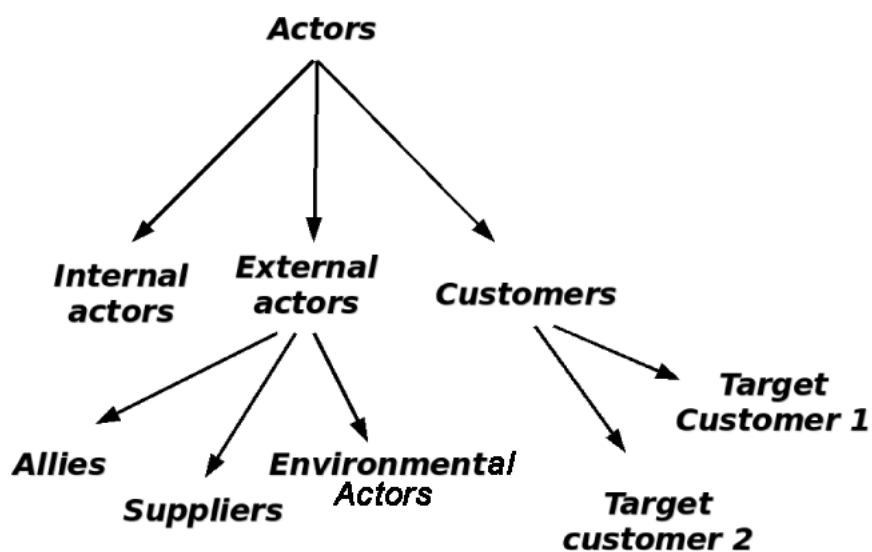 Actors
Internal
actors
External
actors
Customers
Allies
Suppliers
Environmental
Actors
Target
Customer 1
Target
customer 2